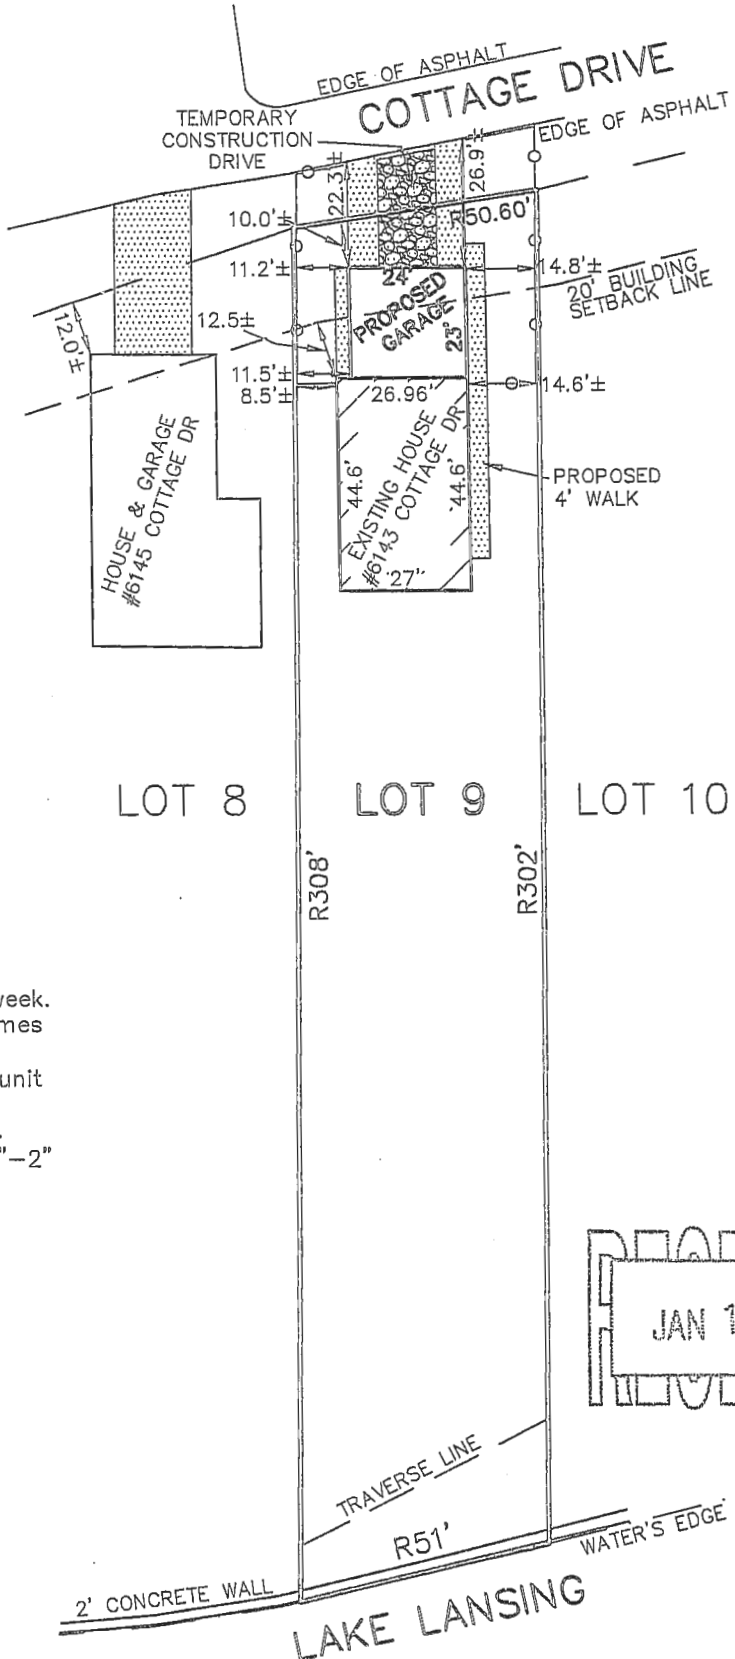 EDGE OF ASPHALT
COTTAGE DRIVE
EDGE OF ASPHALT
TEMPORARY
CONSTRUCTION
DRIVE
22.3'±
26.9'±
10.0'±
R50.60'
11.2'±
24'
14.8'±
20' BUILDING
SETBACK LINE
PROPOSED
GARAGE
23'
12.0'±
12.5±
11.5'±
8.5'±
26.96'
14.6'±
HOUSE & GARAGE
#6145 COTTAGE DR
44.6'
EXISTING HOUSE
#6143 COTTAGE DR
44.6'
PROPOSED
4' WALK
27'
LOT 8
LOT 9
LOT 10
R308'
R302'
week.
mes
unit
"–2"
JAN 1
TRAVERSE LINE
R51'
WATER'S EDGE
2' CONCRETE WALL
LAKE LANSING